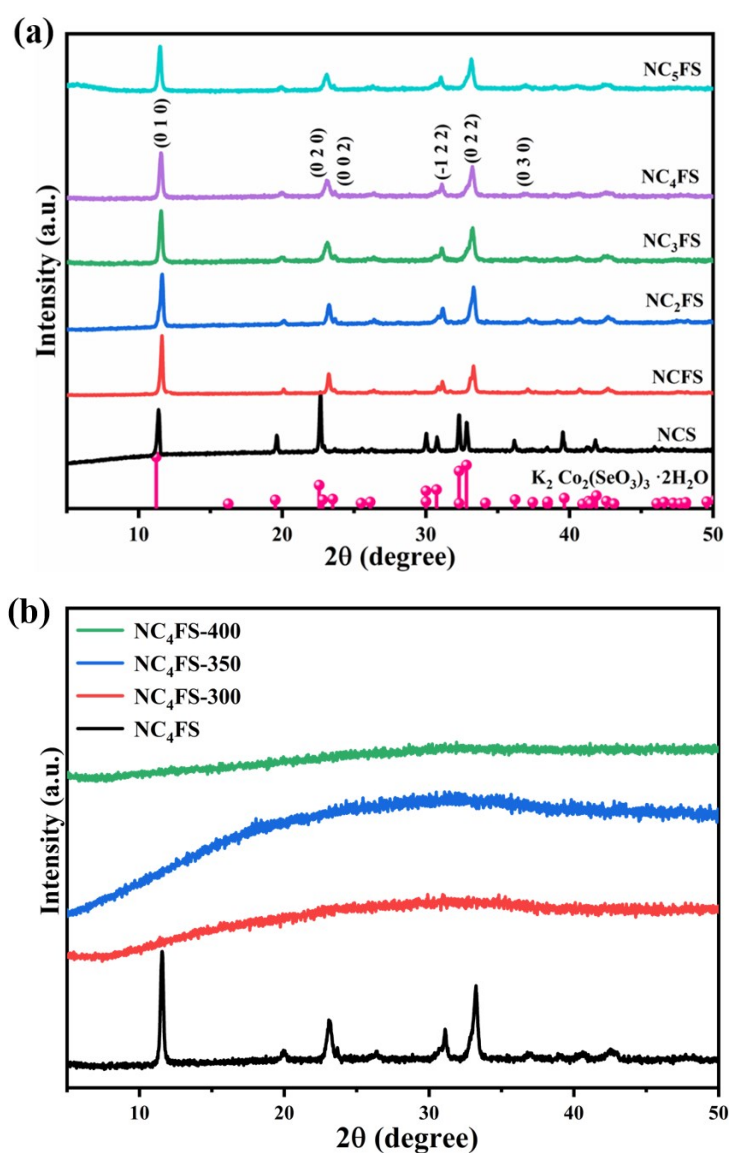 (a)
NC₅FS
(0 1 0)
(0 2 0)
(0 0 2)
(-1 2 2)
(0 2 2)
(0 3 0)
NC₄FS
NC₃FS
NC₂FS
NCFS
NCS
K₂ Co₂(SeO₃)₃ ·2H₂O
Intensity (a.u.)
10 20 30 40 50
2θ (degree)
(b)
NC₄FS-400
NC₄FS-350
NC₄FS-300
NC₄FS
Intensity (a.u.)
10 20 30 40 50
2θ (degree)